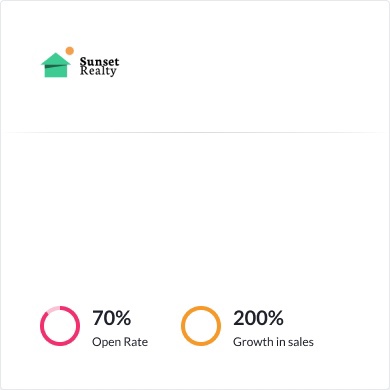 Sunset
Realty
70%
Open Rate
200%
Growth in sales